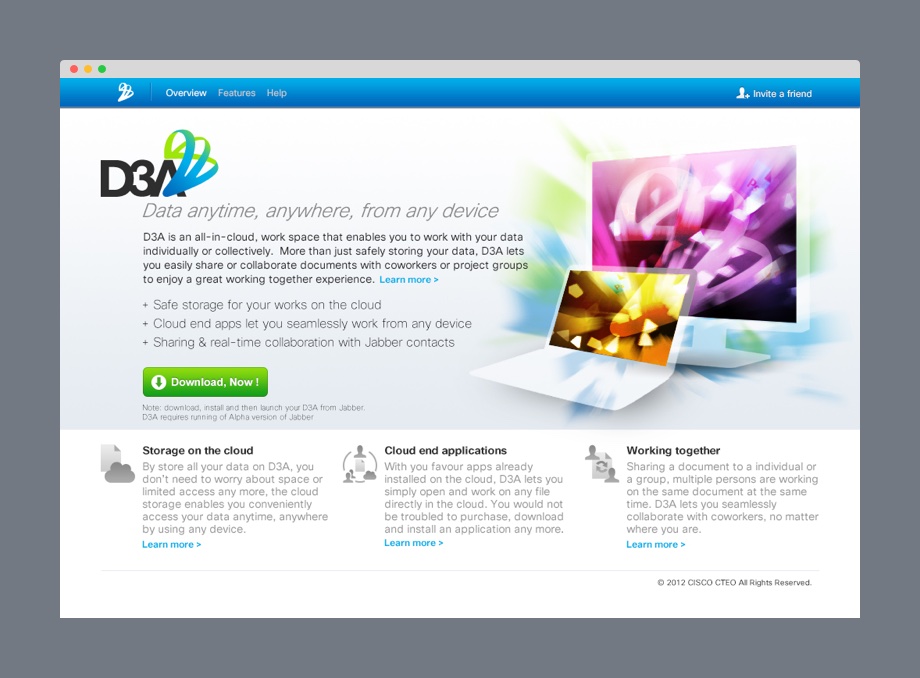 Overview Features Help Invite a friend
D3A
Data anytime, anywhere, from any device
D3A is an all-in-cloud, work space that enables you to work with your data
individually or collectively. More than just safely storing your data, D3A lets
you easily share or collaborate documents with coworkers or project groups
to enjoy a great working together experience. Learn more >
+ Safe storage for your works on the cloud
+ Cloud end apps let you seamlessly work from any device
+ Sharing & real-time collaboration with Jabber contacts
Download, Now !
Note: download, install and then launch your D3A from Jabber.
D3A requires running of Alpha version of Jabber
Storage on the cloud
By store all your data on D3A, you
don't need to worry about space or
limited access any more, the cloud
storage enables you conveniently
access your data anytime, anywhere
by using any device.
Learn more >
Cloud end applications
With you favour apps already
installed on the cloud, D3A lets you
simply open and work on any file
directly in the cloud. You would not
be troubled to purchase, download
and install an application any more.
Learn more >
Working together
Sharing a document to a individual or
a group, multiple persons are working
on the same document at the same
time. D3A lets you seamlessly
collaborate with coworkers, no matter
where you are.
Learn more >
© 2012 CISCO CTEO All Rights Reserved.